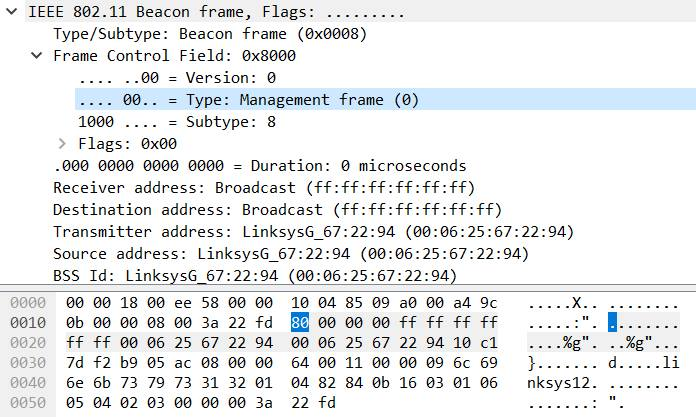 IEEE 802.11 Beacon frame, Flags: .........
Type/Subtype: Beacon frame (0x0008)
Frame Control Field: 0x8000
.... ..00 = Version: 0
.... 00.. = Type: Management frame (0)
1000 .... = Subtype: 8
Flags: 0x00
.000 0000 0000 0000 = Duration: 0 microseconds
Receiver address: Broadcast (ff:ff:ff:ff:ff:ff)
Destination address: Broadcast (ff:ff:ff:ff:ff:ff)
Transmitter address: LinksysG_67:22:94 (00:06:25:67:22:94)
Source address: LinksysG_67:22:94 (00:06:25:67:22:94)
BSS Id: LinksysG_67:22:94 (00:06:25:67:22:94)
0000 00 00 18 00 ee 58 00 00 10 04 85 09 a0 00 a4 9c .....X.. ........
0010 0b 00 00 08 00 3a 22 fd 80 00 00 00 ff ff ff ff .....:". ........
0020 ff ff 00 06 25 67 22 94 00 06 25 67 22 94 10 c1 ....%g". ..%g"...
0030 7d f2 b9 05 ac 08 00 00 64 00 11 00 00 09 6c 69 }....... d.....li
0040 6e 6b 73 79 73 31 32 01 04 82 84 0b 16 03 01 06 nksys12. ........
0050 05 04 02 03 00 00 00 3a 22 fd .......: ".